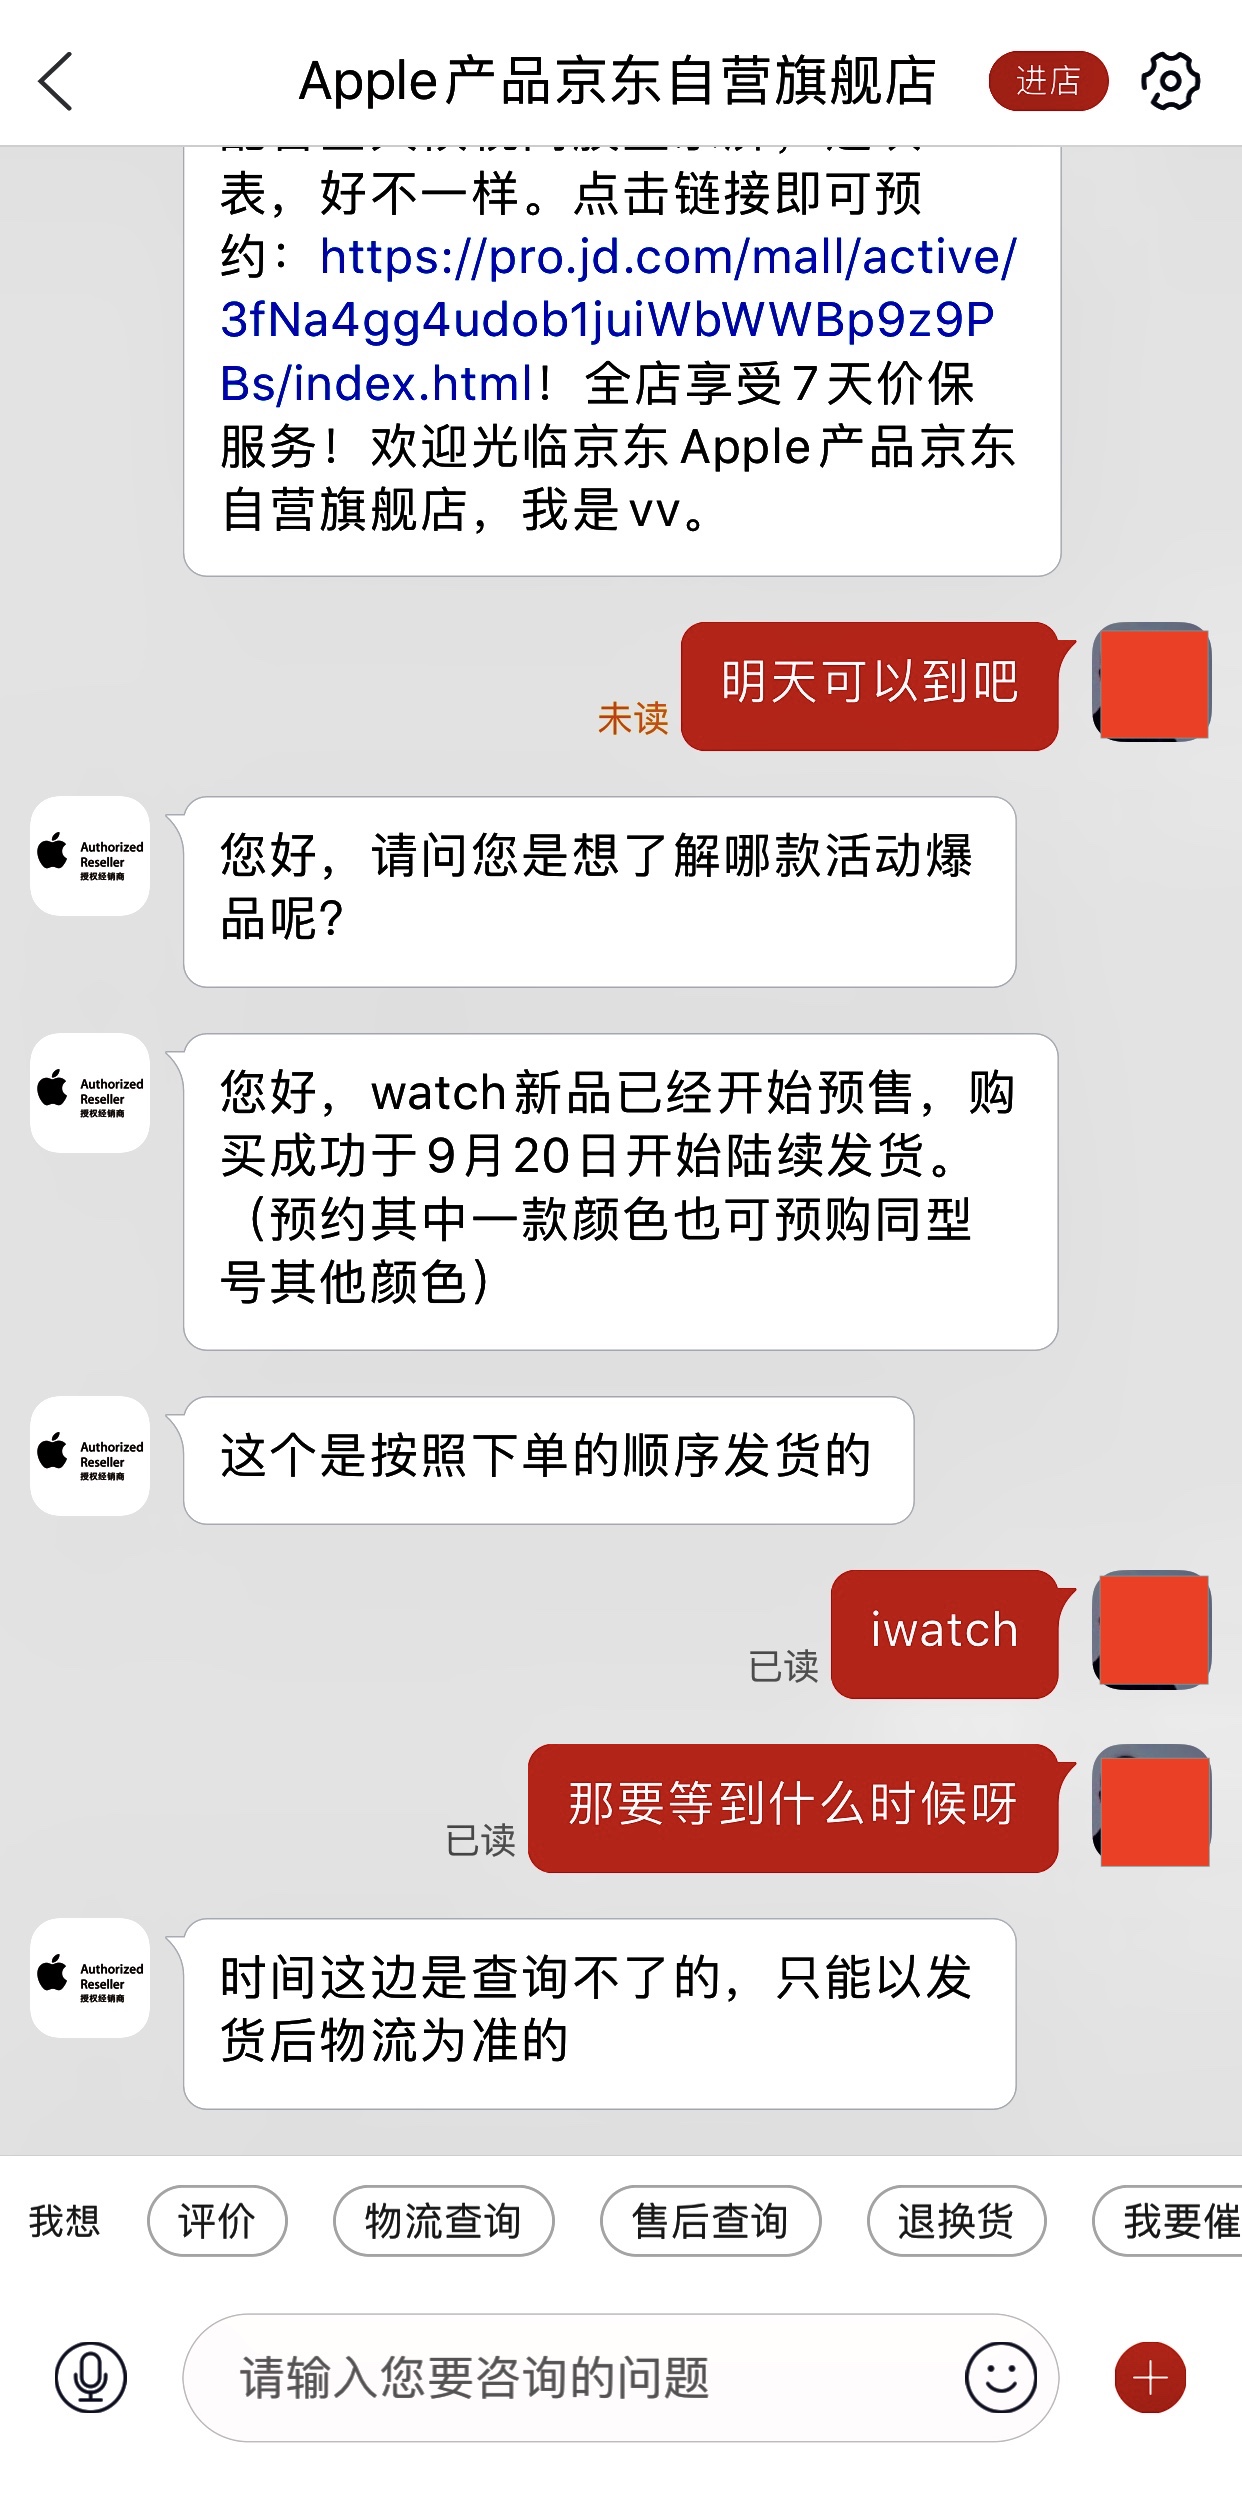 Apple产品京东自营旗舰店
进店
表，好不一样。点击链接即可预
约：https://pro.jd.com/mall/active/
3fNa4gg4udob1juiWbWWBp9z9P
Bs/index.html！全店享受7天价保
服务！欢迎光临京东Apple产品京东
自营旗舰店，我是vv。
明天可以到吧
未读
Authorized
Reseller
授权经销商
您好，请问您是想了解哪款活动爆
品呢？
Authorized
Reseller
授权经销商
您好，watch新品已经开始预售，购
买成功于9月20日开始陆续发货。
（预约其中一款颜色也可预购同型
号其他颜色）
Authorized
Reseller
授权经销商
这个是按照下单的顺序发货的
iwatch
已读
那要等到什么时候呀
已读
Authorized
Reseller
授权经销商
时间这边是查询不了的，只能以发
货后物流为准的
我想
评价
物流查询
售后查询
退换货
我要催
请输入您要咨询的问题